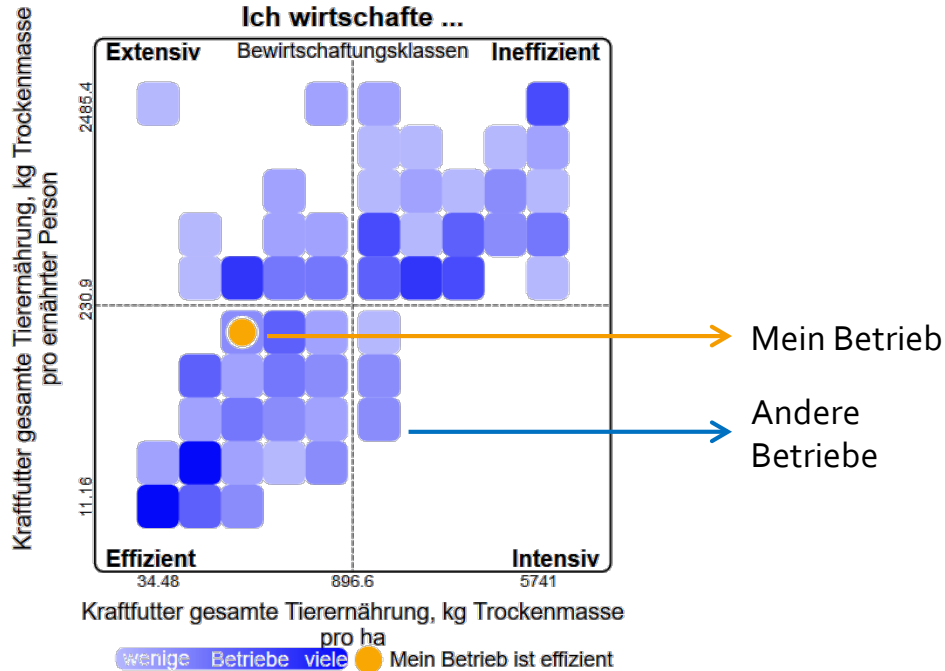 Ich wirtschafte ...
Extensiv
Bewirtschaftungsklassen
Ineffizient
Kraftfutter gesamte Tierernährung, kg Trockenmasse
pro ernährter Person
2485.4
230.9
11.16
Mein Betrieb
Andere
Betriebe
Effizient
Intensiv
34.48
896.6
5741
Kraftfutter gesamte Tierernährung, kg Trockenmasse
pro ha
wenige Betriebe viele
Mein Betrieb ist effizient